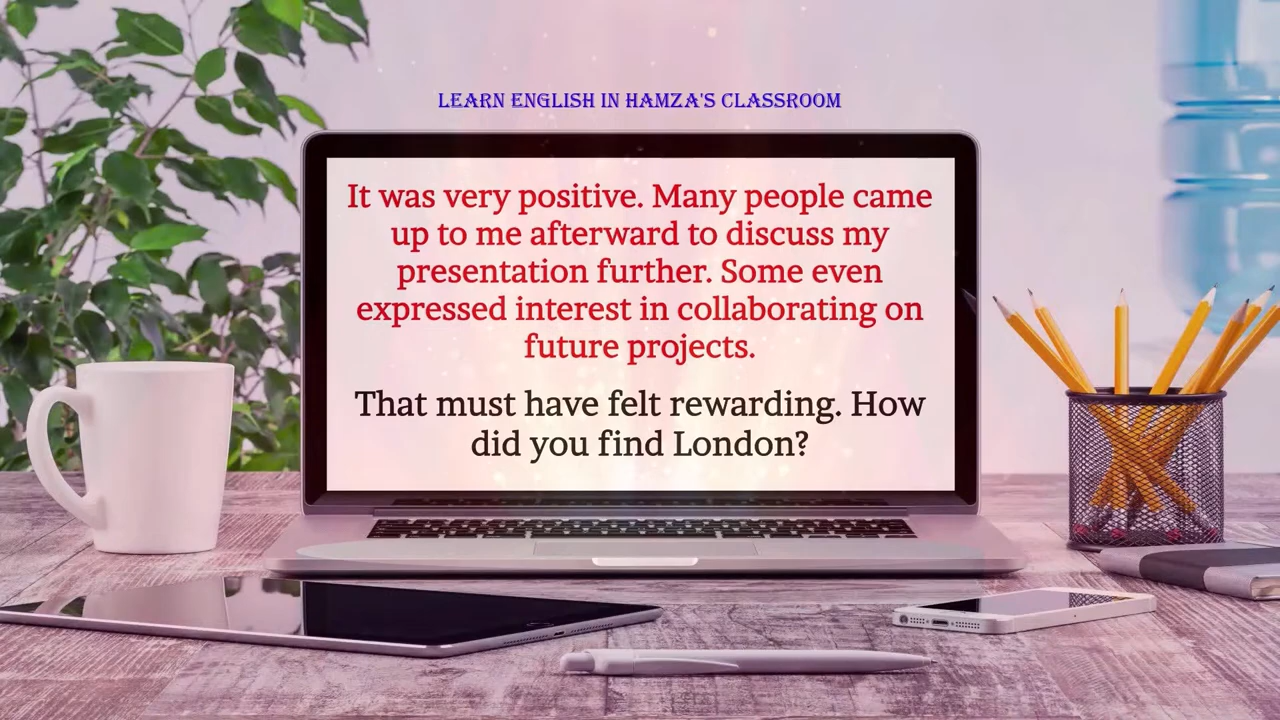 LEARN ENGLISH IN HAMZA'S CLASSROOM
It was very positive. Many people came
up to me afterward to discuss my
presentation further. Some even
expressed interest in collaborating on
future projects.
That must have felt rewarding. How
did you find London?